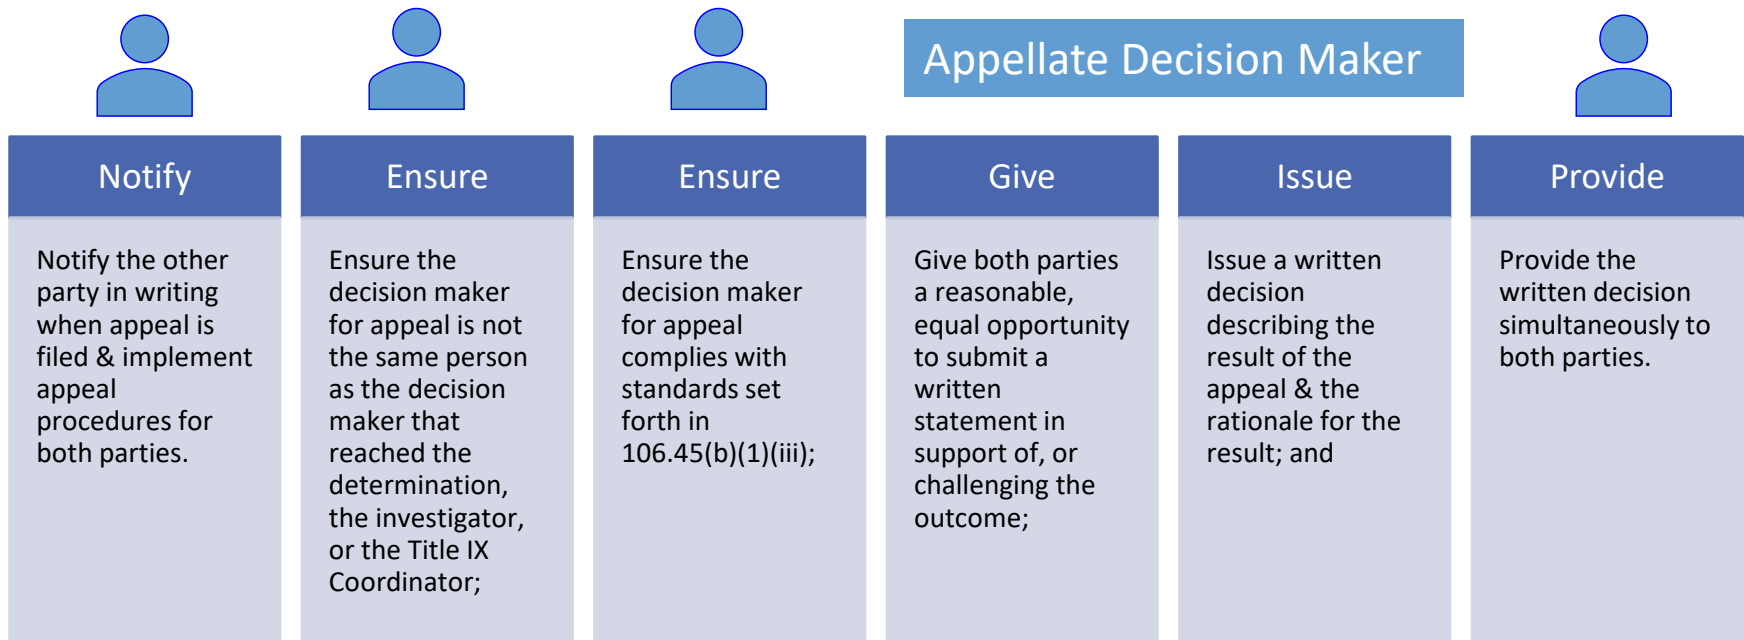 Appellate Decision Maker
Notify
Notify the other
party in writing
when appeal is
filed & implement
appeal
procedures for
both parties.
Ensure
Ensure the
decision maker
for appeal is not
the same person
as the decision
maker that
reached the
determination,
the investigator,
or the Title IX
Coordinator;
Ensure
Ensure the
decision maker
for appeal
complies with
standards set
forth in
106.45(b)(1)(iii);
Give
Give both parties
a reasonable,
equal opportunity
to submit a
written
statement in
support of, or
challenging the
outcome;
Issue
Issue a written
decision
describing the
result of the
appeal & the
rationale for the
result; and
Provide
Provide the
written decision
simultaneously to
both parties.